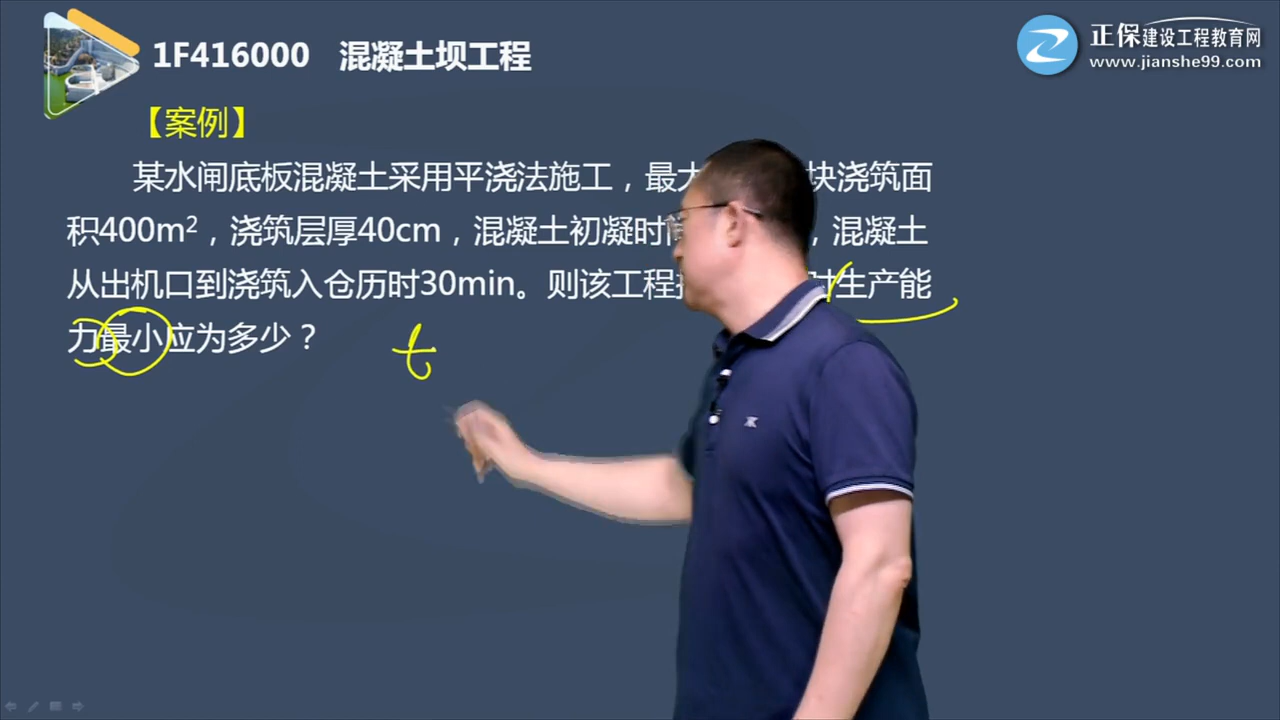 1F416000 混凝土坝工程
正保建设工程教育网
www.jianshe99.com
【案例】
某水闸底板混凝土采用平浇法施工，最大 块浇筑面
积400m²，浇筑层厚40cm，混凝土初凝时 ，混凝土
从出机口到浇筑入仓历时30min。则该工程 时生产能
力最小应为多少？
t